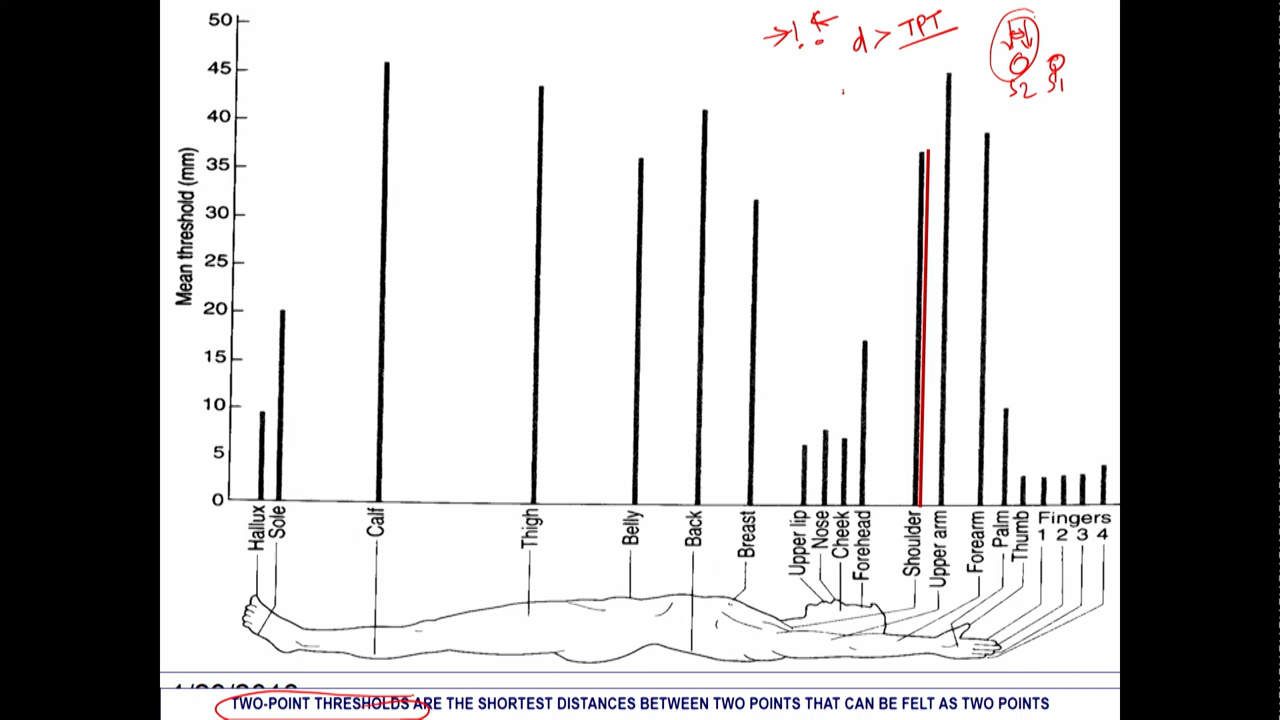 50
45
40
35
30
25
20
15
10
5
0
Mean threshold (mm)
d > TPT
S2 S1
Hallux
Sole
Calf
Thigh
Belly
Back
Breast
Upper lip
Nose
Cheek
Forehead
Shoulder
Upper arm
Forearm
Palm
Thumb
Fingers
1 2 3 4
TWO-POINT THRESHOLDS ARE THE SHORTEST DISTANCES BETWEEN TWO POINTS THAT CAN BE FELT AS TWO POINTS